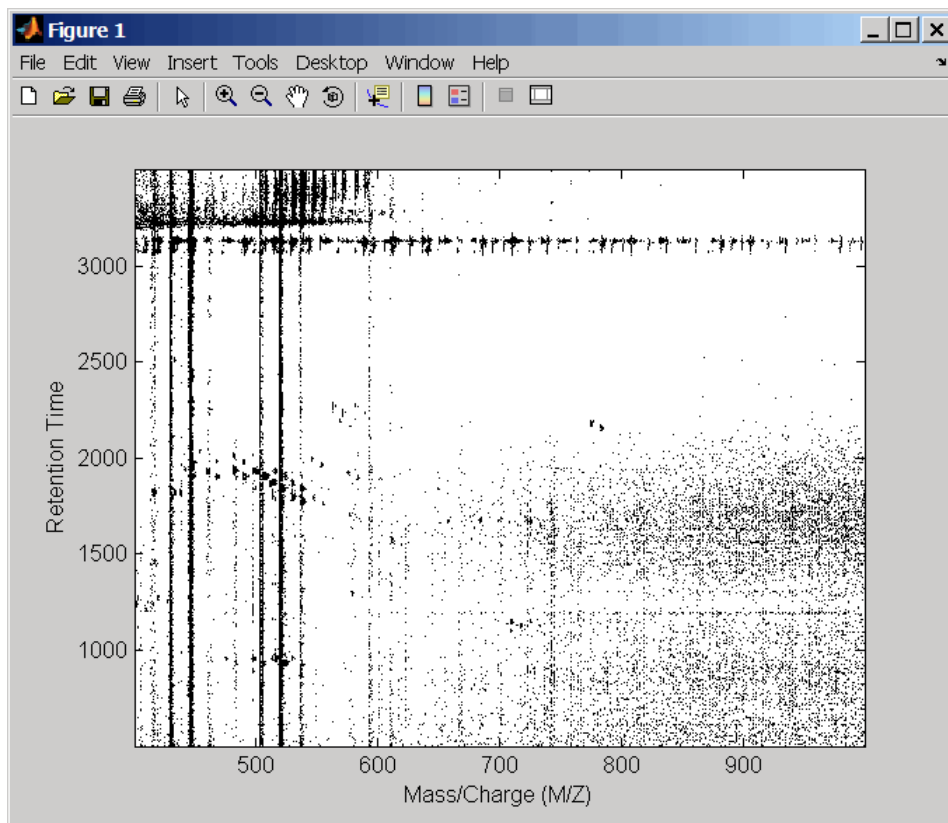 Figure 1
File Edit View Insert Tools Desktop Window Help
3000
2500
2000
1500
1000
Retention Time
500 600 700 800 900
Mass/Charge (M/Z)